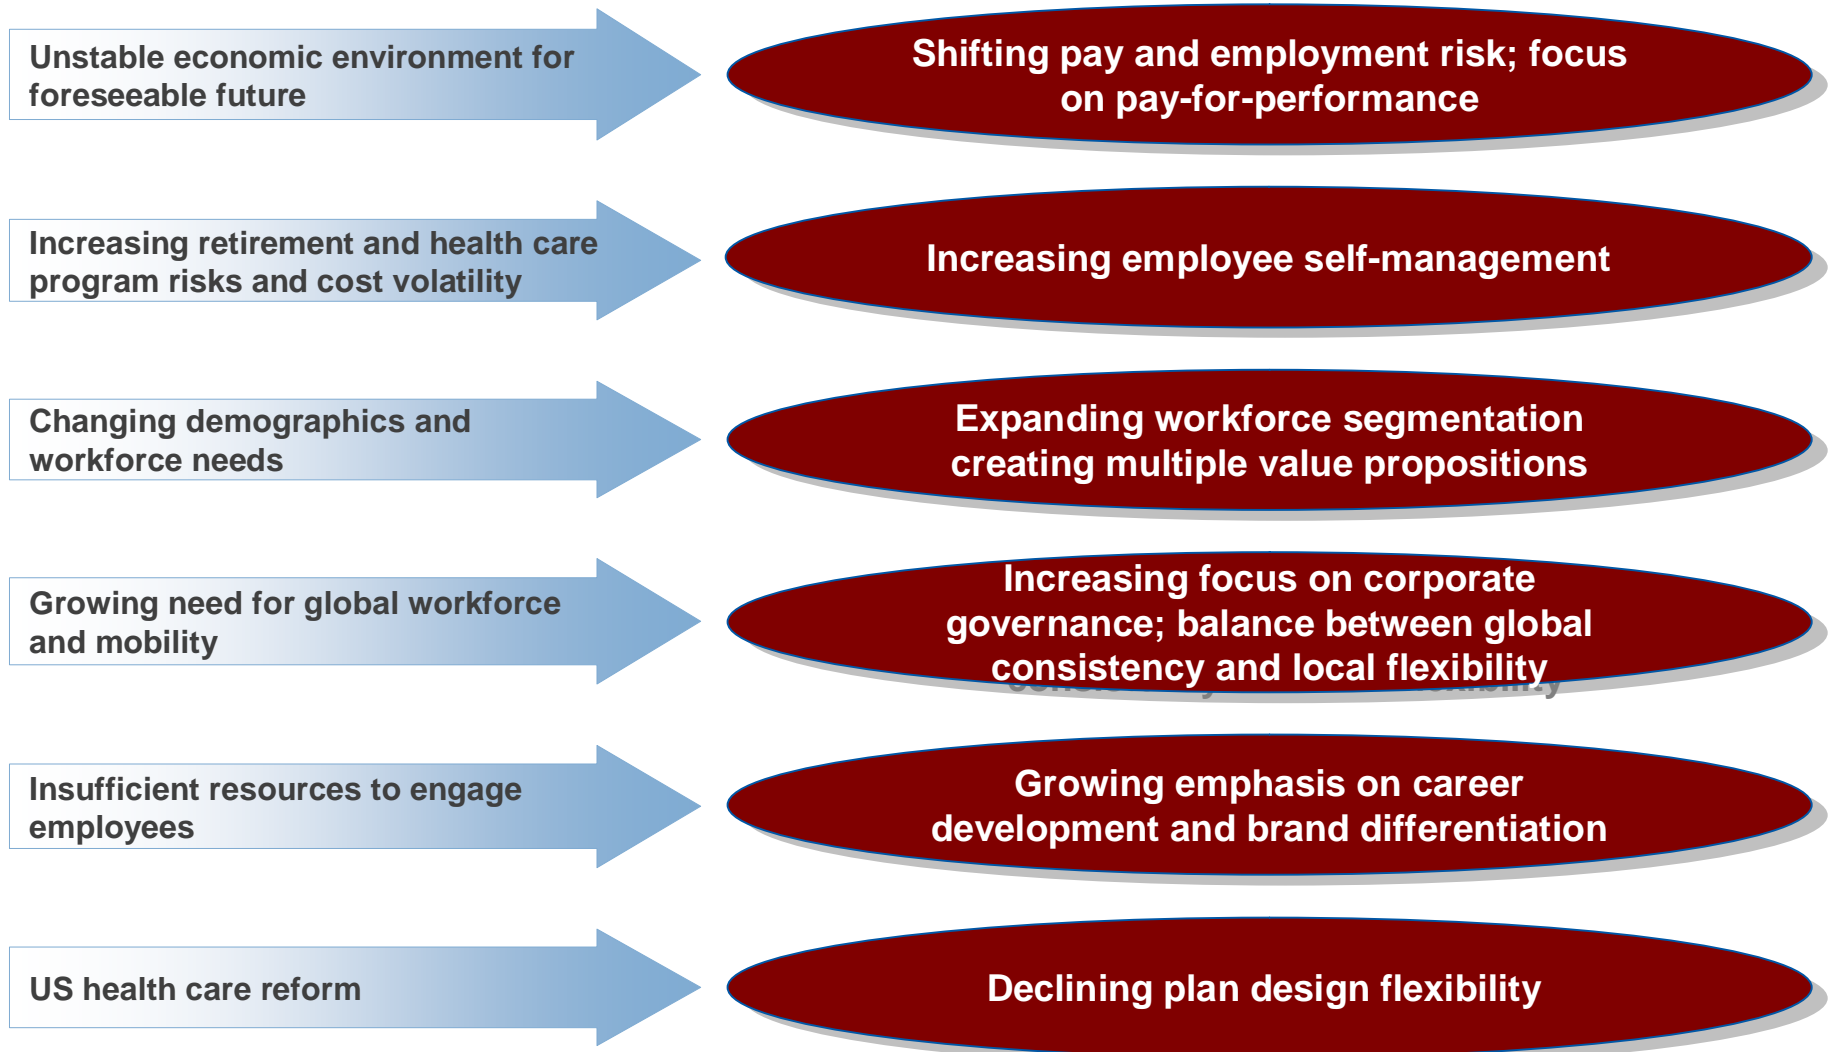 Unstable economic environment for
foreseeable future
Shifting pay and employment risk; focus
on pay-for-performance
Increasing retirement and health care
program risks and cost volatility
Increasing employee self-management
Changing demographics and
workforce needs
Expanding workforce segmentation
creating multiple value propositions
Growing need for global workforce
and mobility
Increasing focus on corporate
governance; balance between global
consistency and local flexibility
Insufficient resources to engage
employees
Growing emphasis on career
development and brand differentiation
US health care reform
Declining plan design flexibility